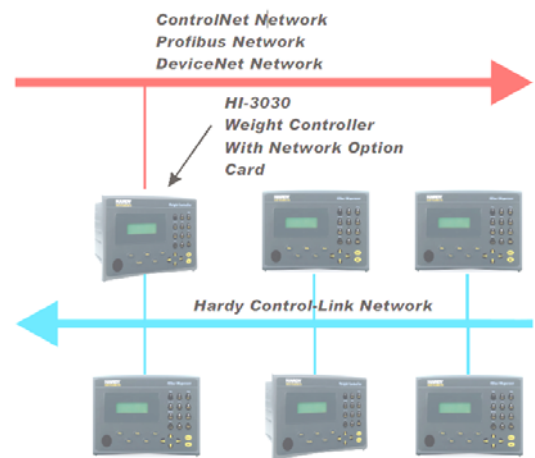 ControlNet Network
Profibus Network
DeviceNet Network
HI-3030
Weight Controller
With Network Option
Card
Hardy Control-Link Network